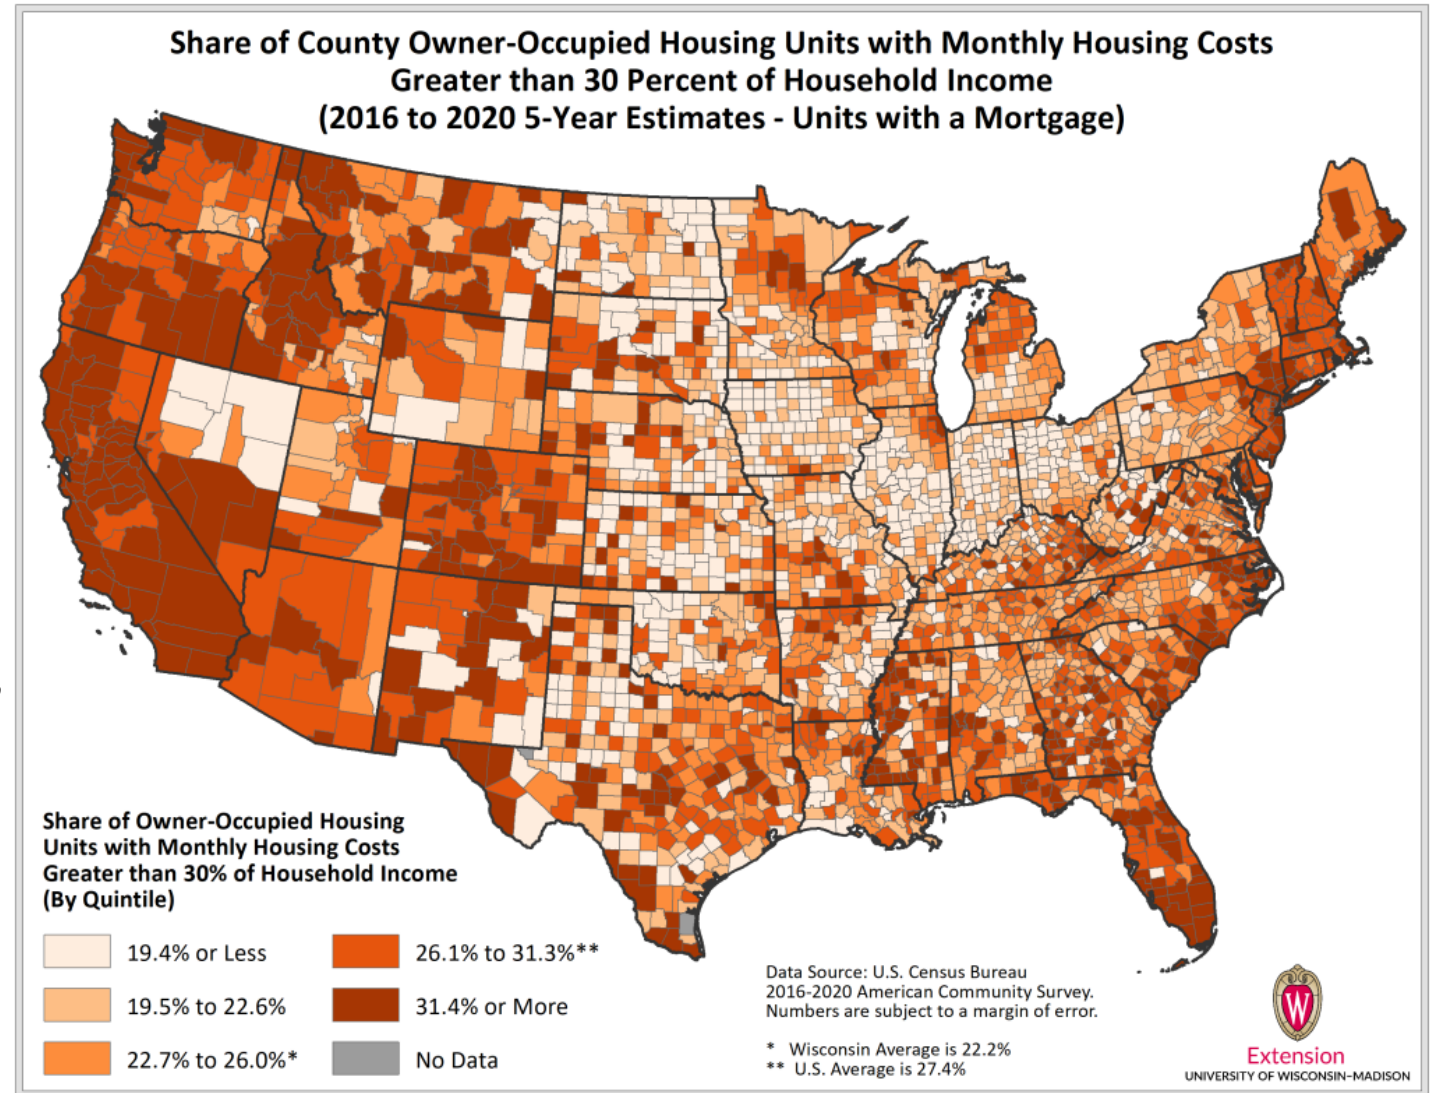 Share of County Owner-Occupied Housing Units with Monthly Housing Costs
Greater than 30 Percent of Household Income
(2016 to 2020 5-Year Estimates - Units with a Mortgage)
Share of Owner-Occupied Housing
Units with Monthly Housing Costs
Greater than 30% of Household Income
(By Quintile)
19.4% or Less
19.5% to 22.6%
22.7% to 26.0%*
26.1% to 31.3%**
31.4% or More
No Data
Data Source: U.S. Census Bureau
2016-2020 American Community Survey.
Numbers are subject to a margin of error.
* Wisconsin Average is 22.2%
** U.S. Average is 27.4%
W
Extension
UNIVERSITY OF WISCONSIN–MADISON